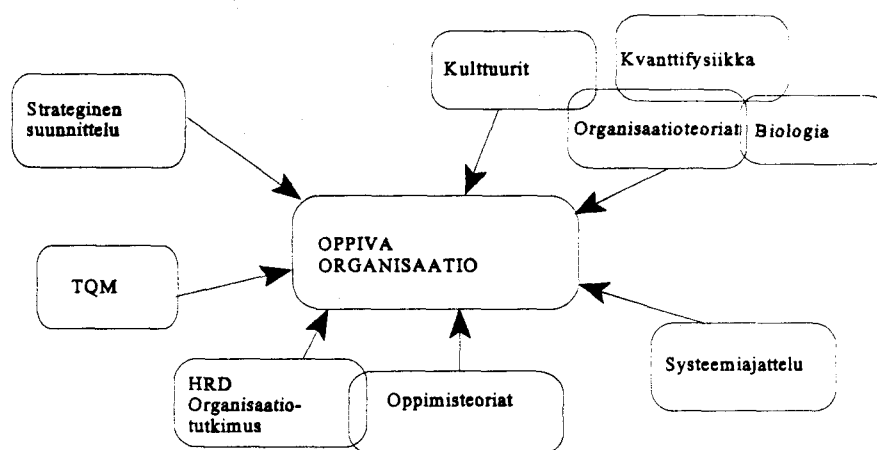 Kulttuurit
Kvanttifysiikka
Strateginen
suunnittelu
Organisaatioteoriat
Biologia
OPPIVA
ORGANISAATIO
TQM
Systeemiajattelu
HRD
Organisaatio-
tutkimus
Oppimisteoriat